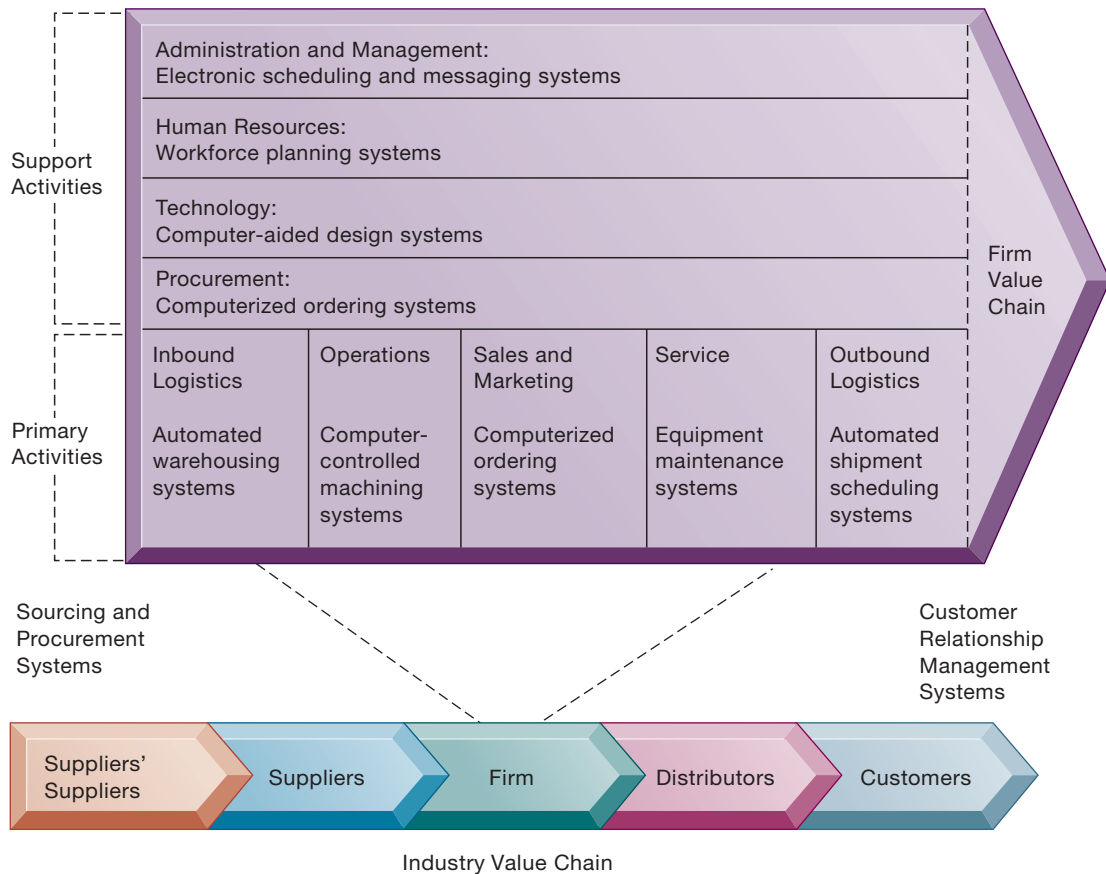 Administration and Management:
Electronic scheduling and messaging systems
Human Resources:
Workforce planning systems
Support
Activities
Technology:
Computer-aided design systems
Procurement:
Computerized ordering systems
Firm
Value
Chain
Primary
Activities
Inbound
Logistics
Automated
warehousing
systems
Operations
Computer-
controlled
machining
systems
Sales and
Marketing
Computerized
ordering
systems
Service
Equipment
maintenance
systems
Outbound
Logistics
Automated
shipment
scheduling
systems
Sourcing and
Procurement
Systems
Customer
Relationship
Management
Systems
Suppliers’
Suppliers
Suppliers
Firm
Distributors
Customers
Industry Value Chain